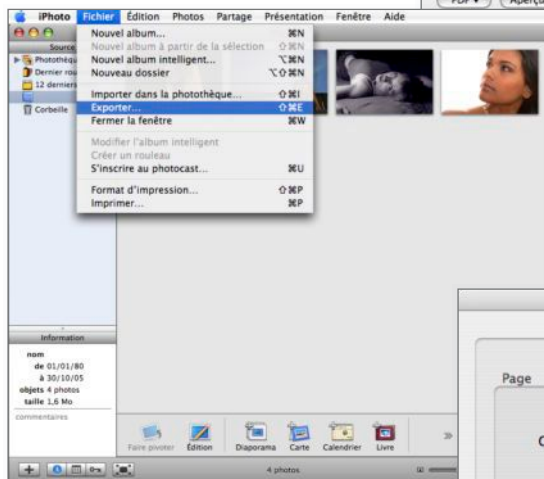 PDF ▾ Aperçu
iPhoto Fichier Édition Photos Partage Présentation Fenêtre Aide
Source
Photothèqu
Dernier rou
12 derniers
Corbeille
Nouvel album... ⌘N
Nouvel album à partir de la sélection ⇧⌘N
Nouvel album intelligent... ⌥⌘N
Nouveau dossier ⌥⇧⌘N
Importer dans la photothèque... ⇧⌘I
Exporter... ⇧⌘E
Fermer la fenêtre ⌘W
Modifier l'album intelligent
Créer un rouleau
S'inscrire au photocast... ⌘U
Format d'impression... ⇧⌘P
Imprimer... ⌘P
Information
nom
de 01/01/80
à 30/10/05
objets 4 photos
taille 1,6 Mo
commentaires
Page
Faire pivoter Édition Diaporama Carte Calendrier Livre »
4 photos